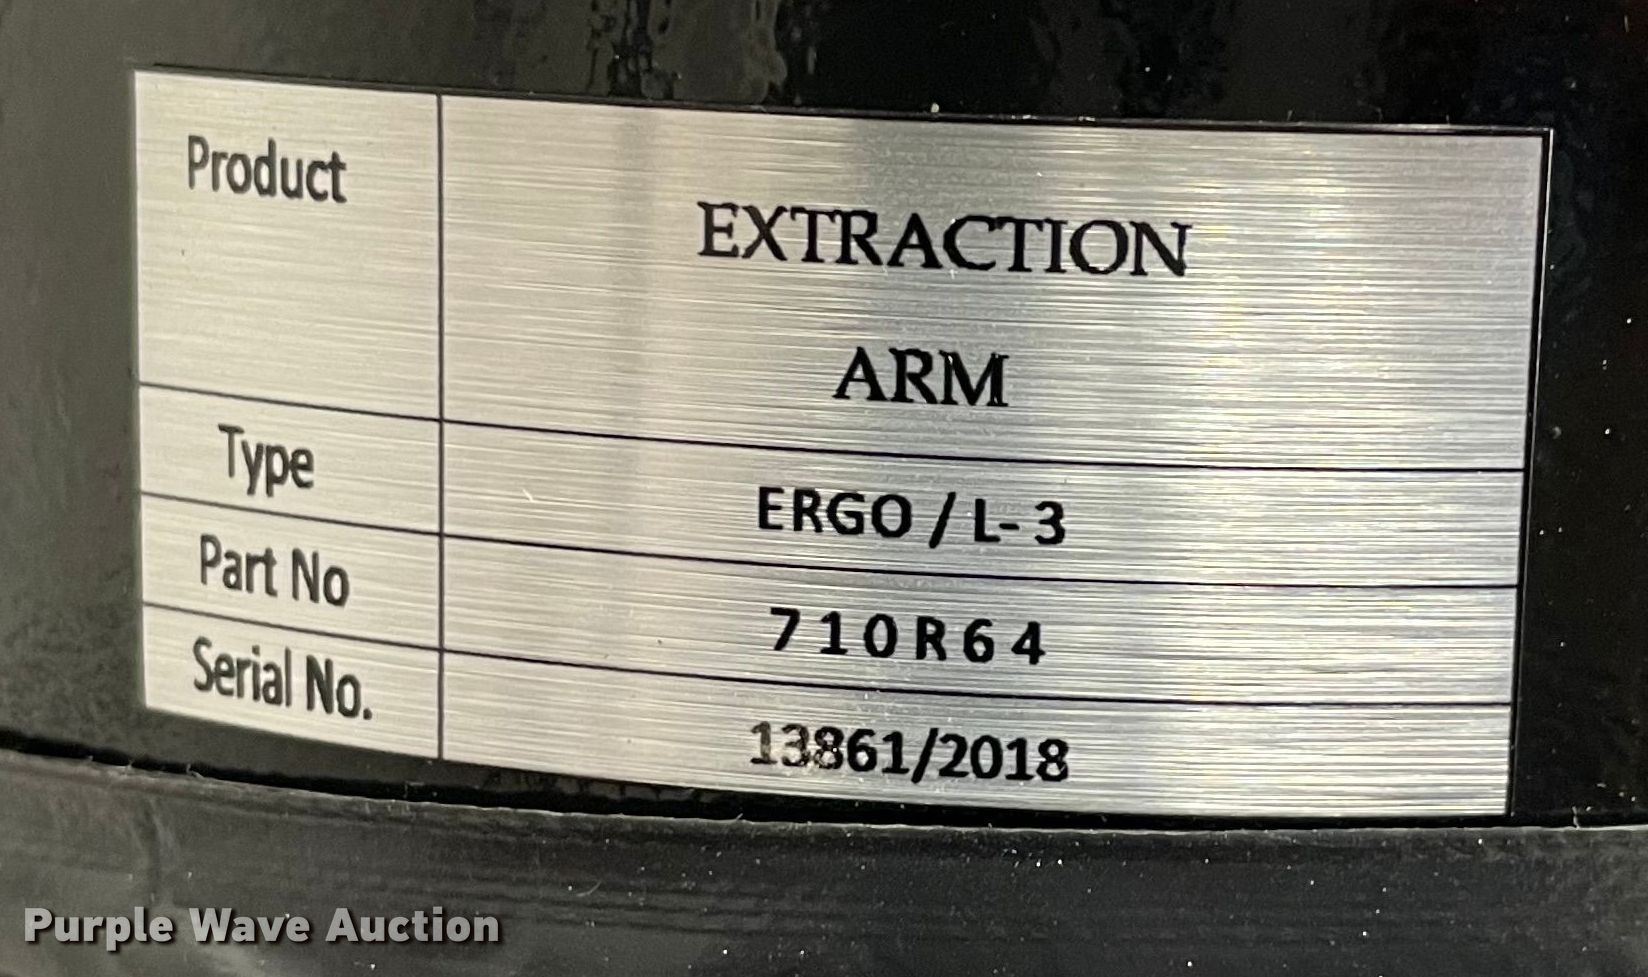 Product
EXTRACTION
ARM
Type
ERGO / L- 3
Part No
710R64
Serial No.
13861/2018
Purple Wave Auction